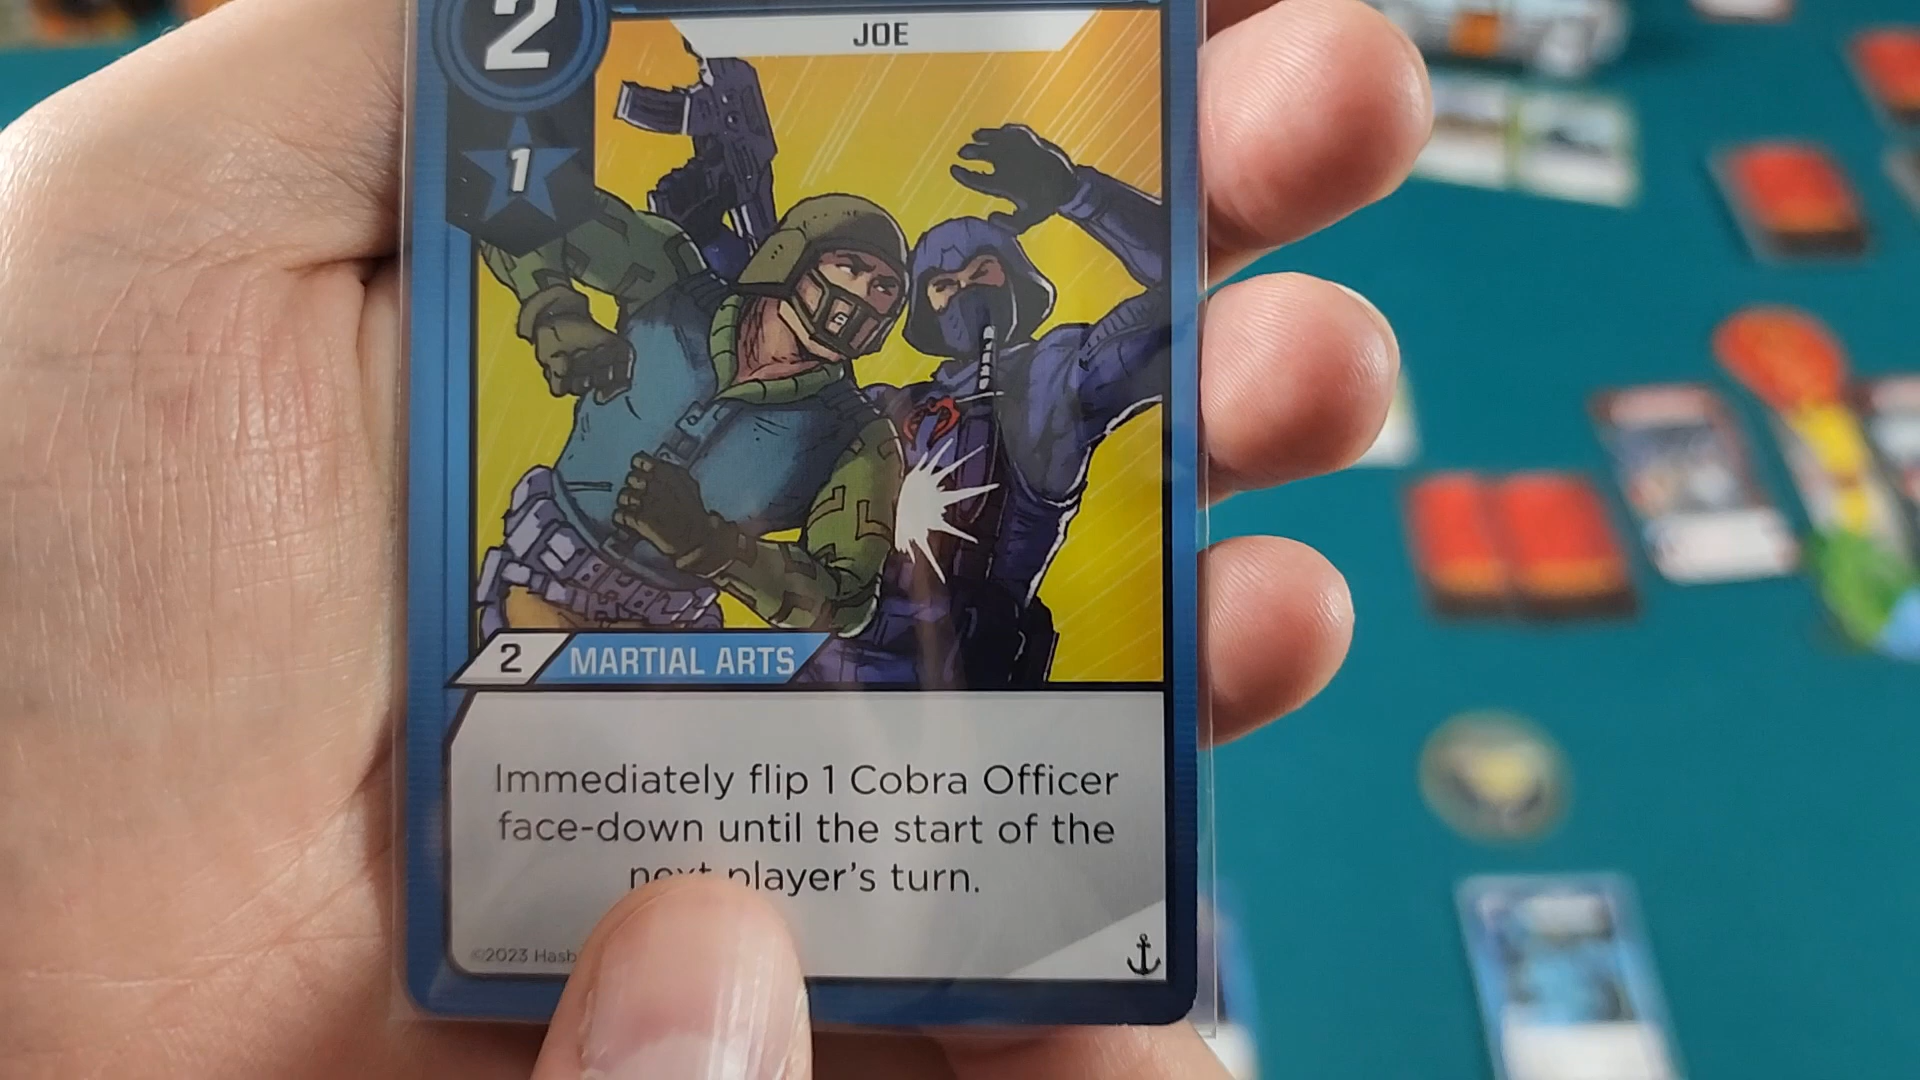 2
JOE
1
2 MARTIAL ARTS
Immediately flip 1 Cobra Officer
face-down until the start of the
next player's turn.
©2023 Hasb